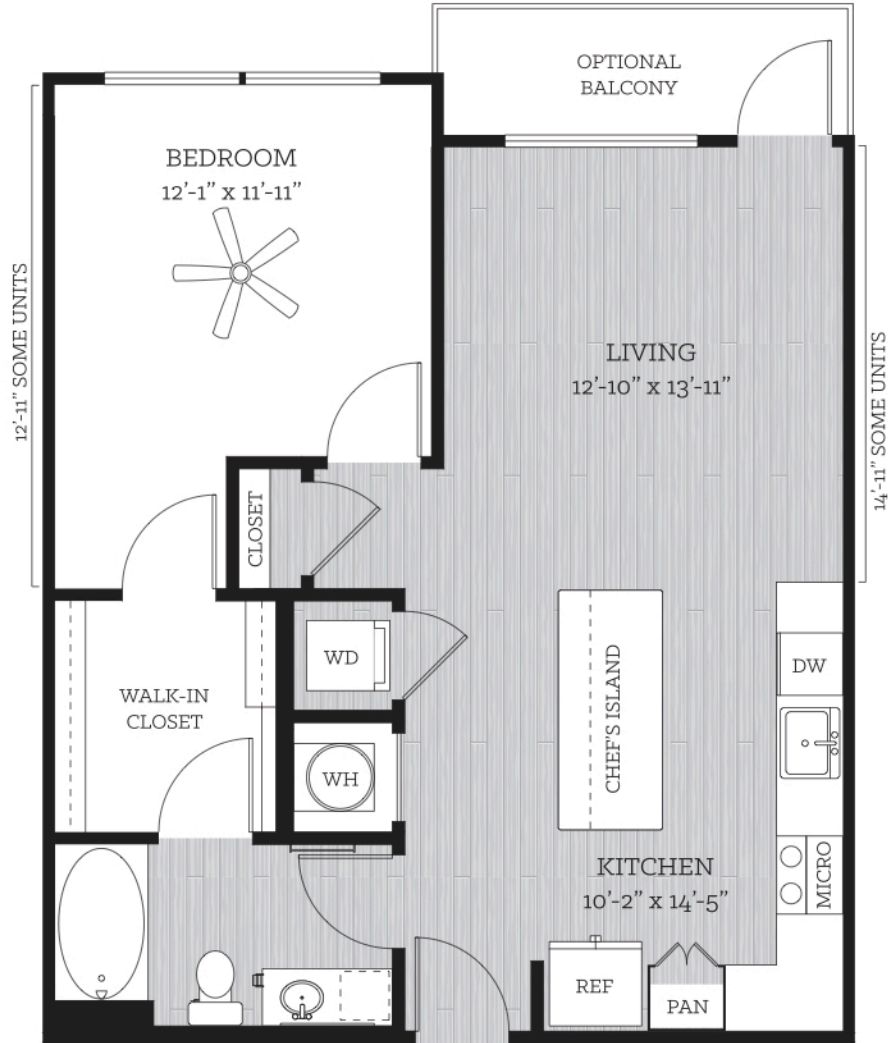 OPTIONAL
BALCONY
BEDROOM
12’-1” x 11’-11”
12’-11” SOME UNITS
LIVING
12’-10” x 13’-11”
14’-11” SOME UNITS
CLOSET
WD
DW
CHEF’S ISLAND
WALK-IN
CLOSET
WH
KITCHEN
10’-2” x 14’-5”
MICRO
REF
PAN